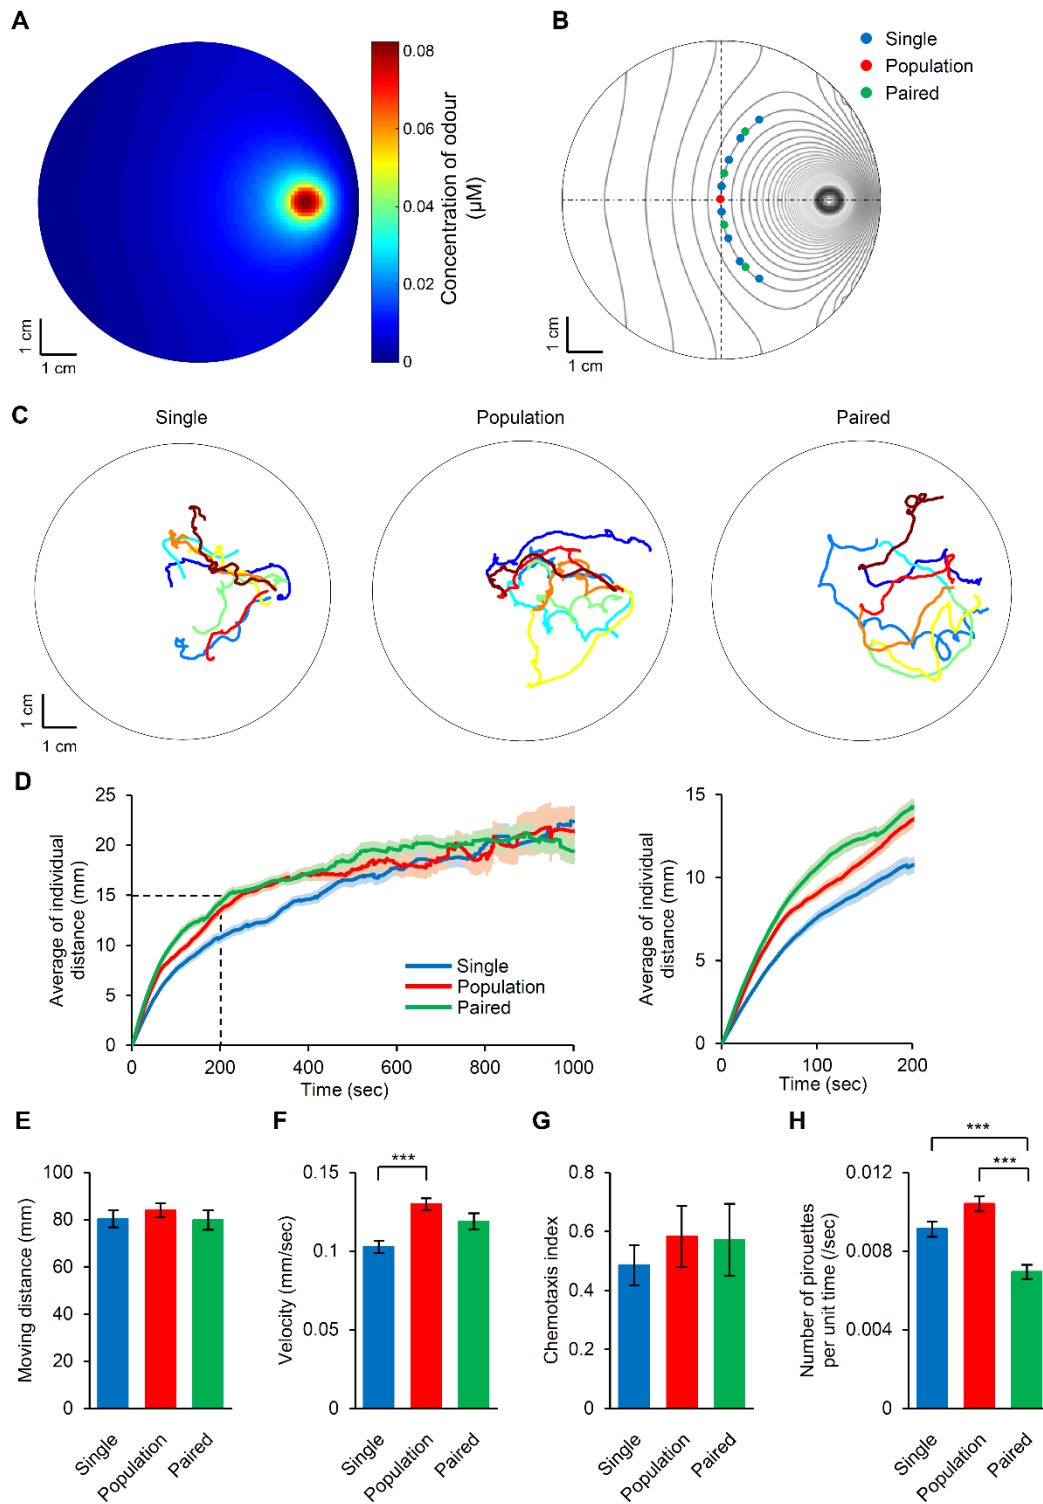 A
0.08
0.06
0.04
0.02
0
Concentration of odour
(μM)
1 cm
1 cm
B
Single
Population
Paired
1 cm
1 cm
C
Single
Population
Paired
1 cm
1 cm
D
Average of individual
distance (mm)
25
20
15
10
5
0
0
200
400
600
800
1000
Time (sec)
Single
Population
Paired
Average of individual
distance (mm)
15
10
5
0
0
100
200
Time (sec)
E
Moving distance (mm)
100
80
60
40
20
0
Single
Population
Paired
F
Velocity (mm/sec)
0.15
0.1
0.05
0
***
Single
Population
Paired
G
Chemotaxis index
0.8
0.6
0.4
0.2
0
Single
Population
Paired
H
Number of pirouettes
per unit time (/sec)
0.012
0.008
0.004
0
***
***
Single
Population
Paired